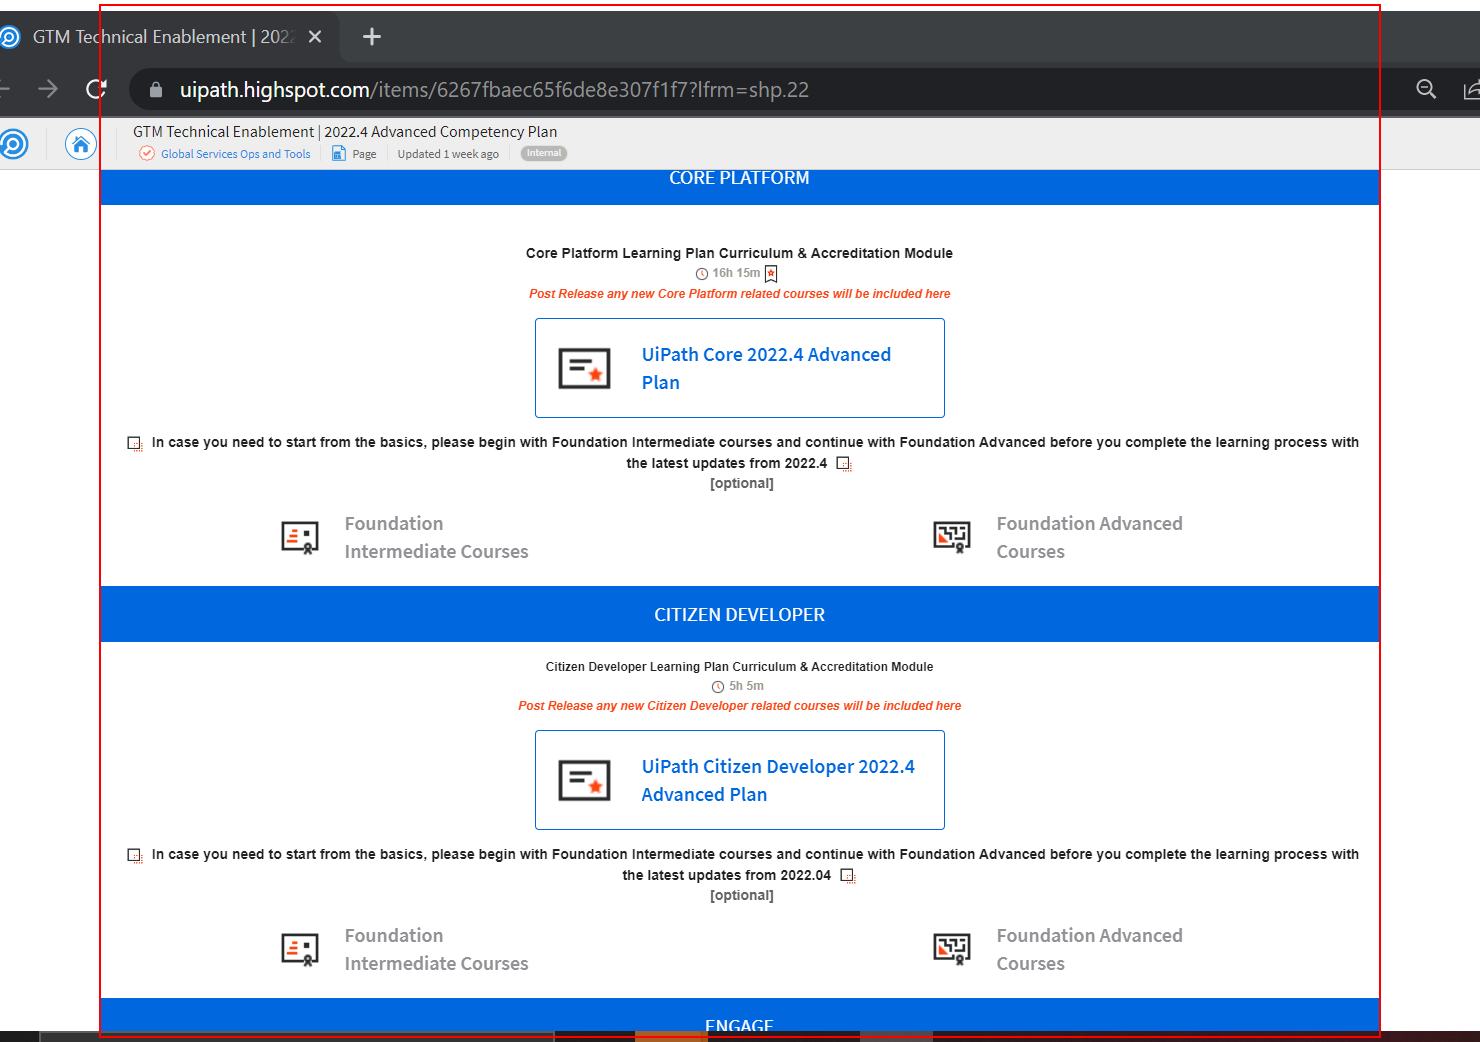 GTM Technical Enablement | 2022
uipath.highspot.com/items/6267fbaec65f6de8e307f1f7?lfrm=shp.22
GTM Technical Enablement | 2022.4 Advanced Competency Plan
Global Services Ops and Tools Page Updated 1 week ago Internal
CORE PLATFORM
Core Platform Learning Plan Curriculum & Accreditation Module
16h 15m
Post Release any new Core Platform related courses will be included here
UiPath Core 2022.4 Advanced
Plan
In case you need to start from the basics, please begin with Foundation Intermediate courses and continue with Foundation Advanced before you complete the learning process with
the latest updates from 2022.4
[optional]
Foundation
Intermediate Courses
Foundation Advanced
Courses
CITIZEN DEVELOPER
Citizen Developer Learning Plan Curriculum & Accreditation Module
5h 5m
Post Release any new Citizen Developer related courses will be included here
UiPath Citizen Developer 2022.4
Advanced Plan
In case you need to start from the basics, please begin with Foundation Intermediate courses and continue with Foundation Advanced before you complete the learning process with
the latest updates from 2022.04
[optional]
Foundation
Intermediate Courses
Foundation Advanced
Courses
ENGAGE